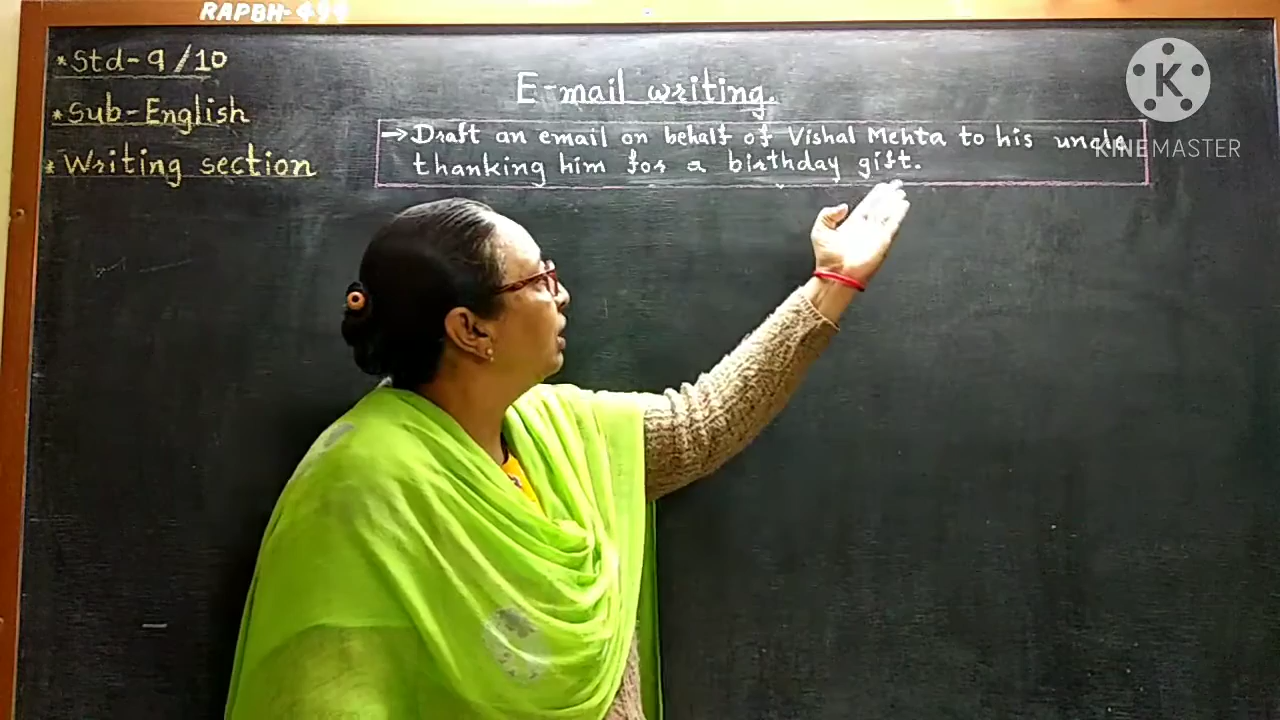 RAPBH-499
*Std-9/10
*Sub-English
*Writing section
E-mail writing.
→Draft an email on behalf of Vishal Mehta to his uncle
thanking him for a birthday gift.
K
KINEMASTER